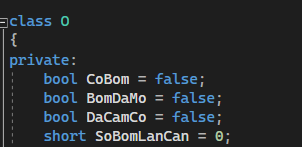 class O
{
private:
bool CoBom = false;
bool BomDaMo = false;
bool DaCamCo = false;
short SoBomLanCan = 0;